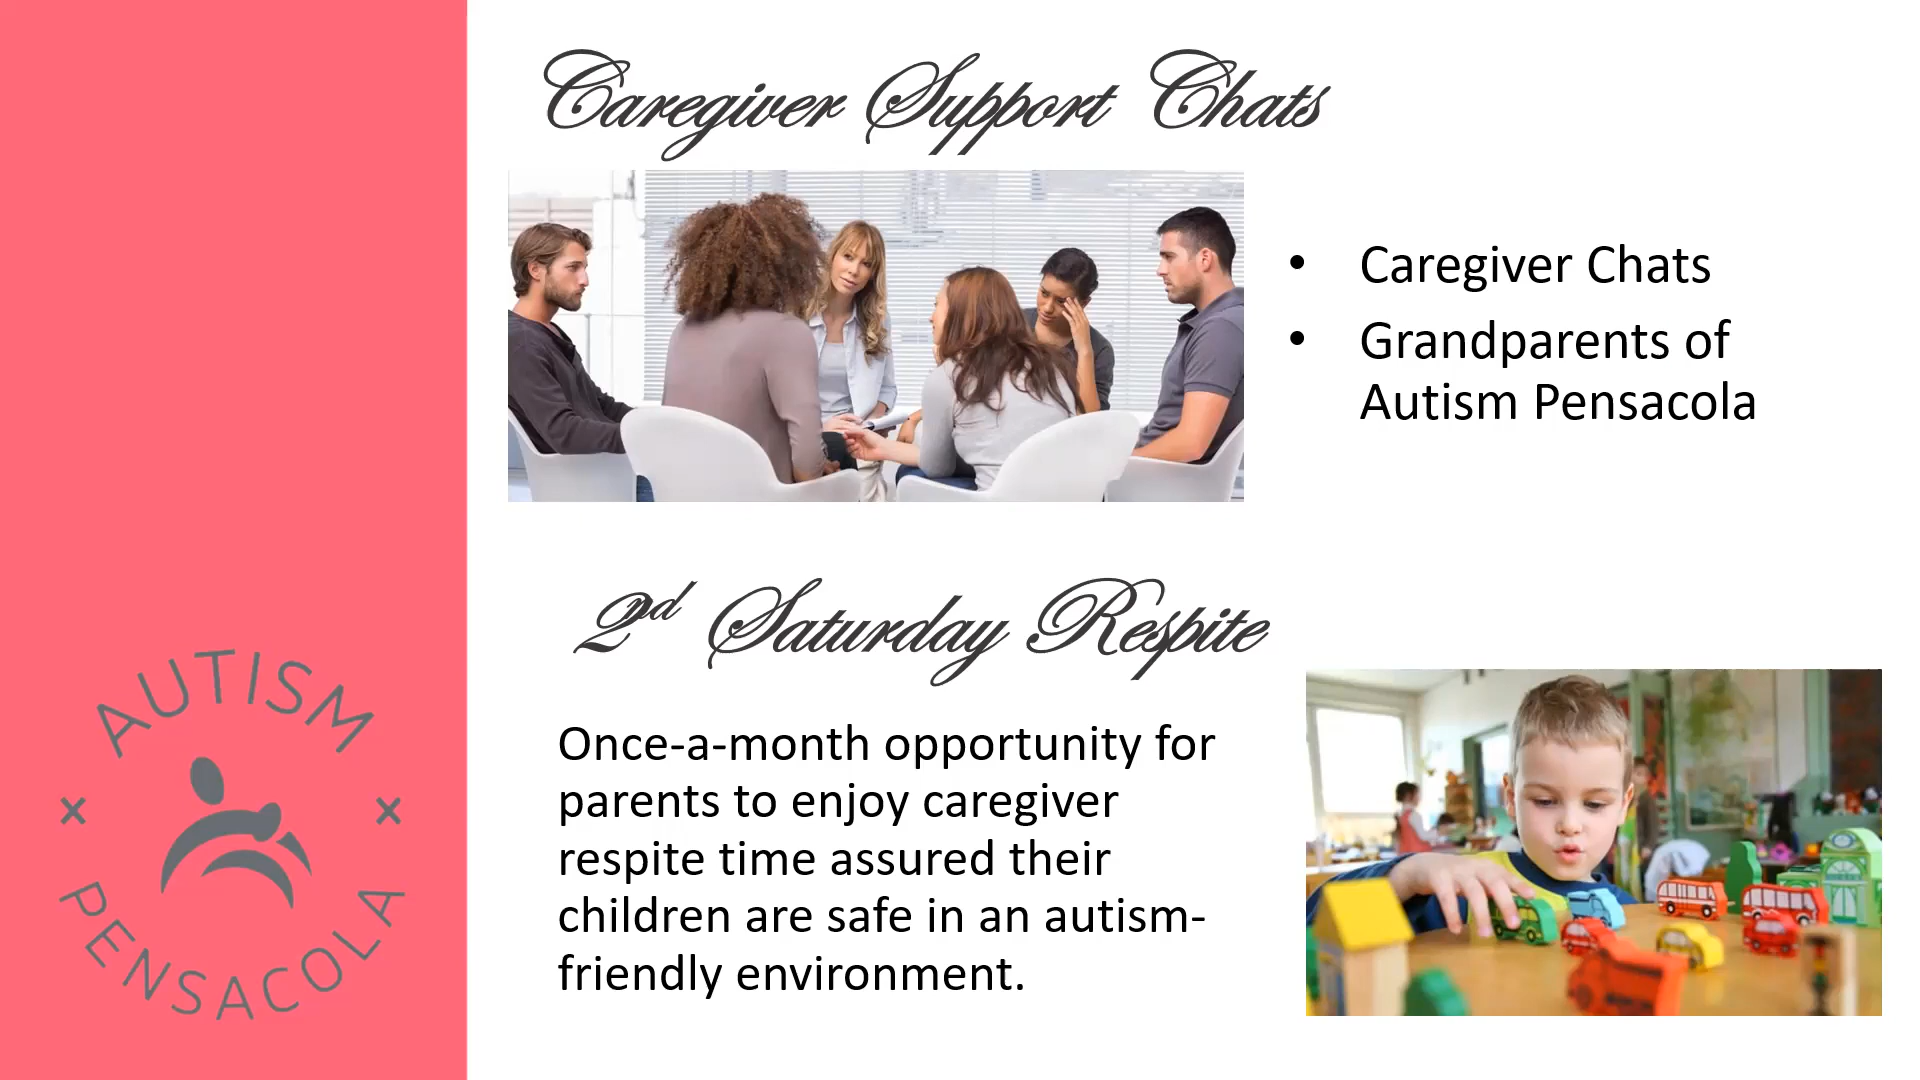 Caregiver Support Chats
• Caregiver Chats
• Grandparents of
Autism Pensacola
2nd Saturday Respite
Once-a-month opportunity for
parents to enjoy caregiver
respite time assured their
children are safe in an autism-
friendly environment.
AUTISM
PENSACOLA